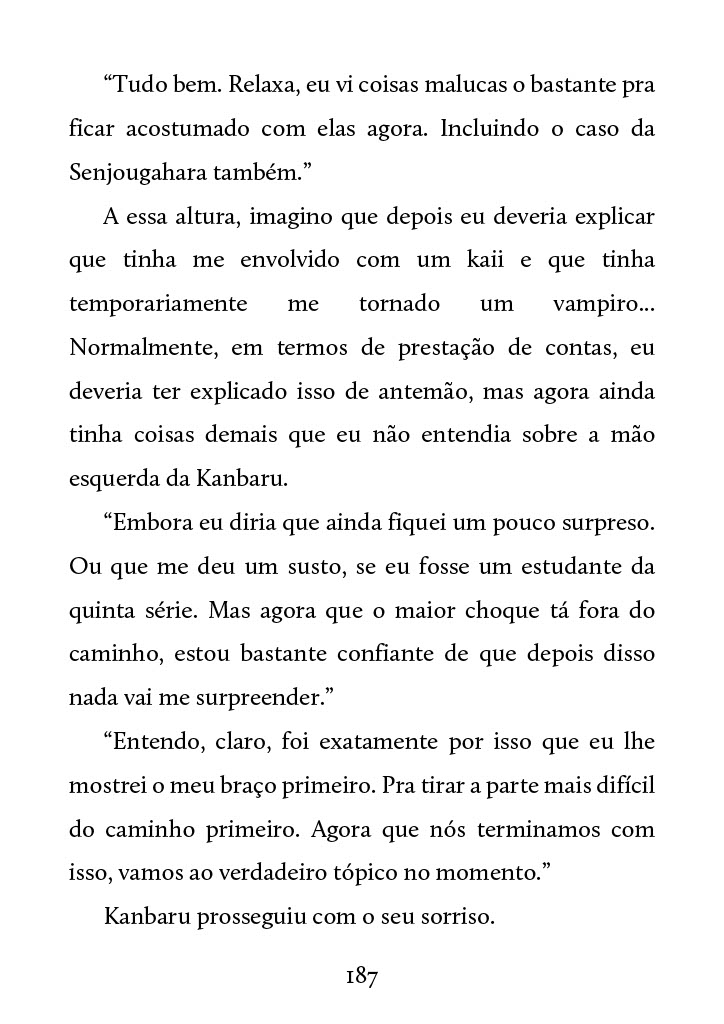 “Tudo bem. Relaxa, eu vi coisas malucas o bastante pra
ficar acostumado com elas agora. Incluindo o caso da
Senjougahara também.”
A essa altura, imagino que depois eu deveria explicar
que tinha me envolvido com um kaii e que tinha
temporariamente me tornado um vampiro...
Normalmente, em termos de prestação de contas, eu
deveria ter explicado isso de antemão, mas agora ainda
tinha coisas demais que eu não entendia sobre a mão
esquerda da Kanbaru.
“Embora eu diria que ainda fiquei um pouco surpreso.
Ou que me deu um susto, se eu fosse um estudante da
quinta série. Mas agora que o maior choque tá fora do
caminho, estou bastante confiante de que depois disso
nada vai me surpreender.”
“Entendo, claro, foi exatamente por isso que eu lhe
mostrei o meu braço primeiro. Pra tirar a parte mais difícil
do caminho primeiro. Agora que nós terminamos com
isso, vamos ao verdadeiro tópico no momento.”
Kanbaru prosseguiu com o seu sorriso.
187